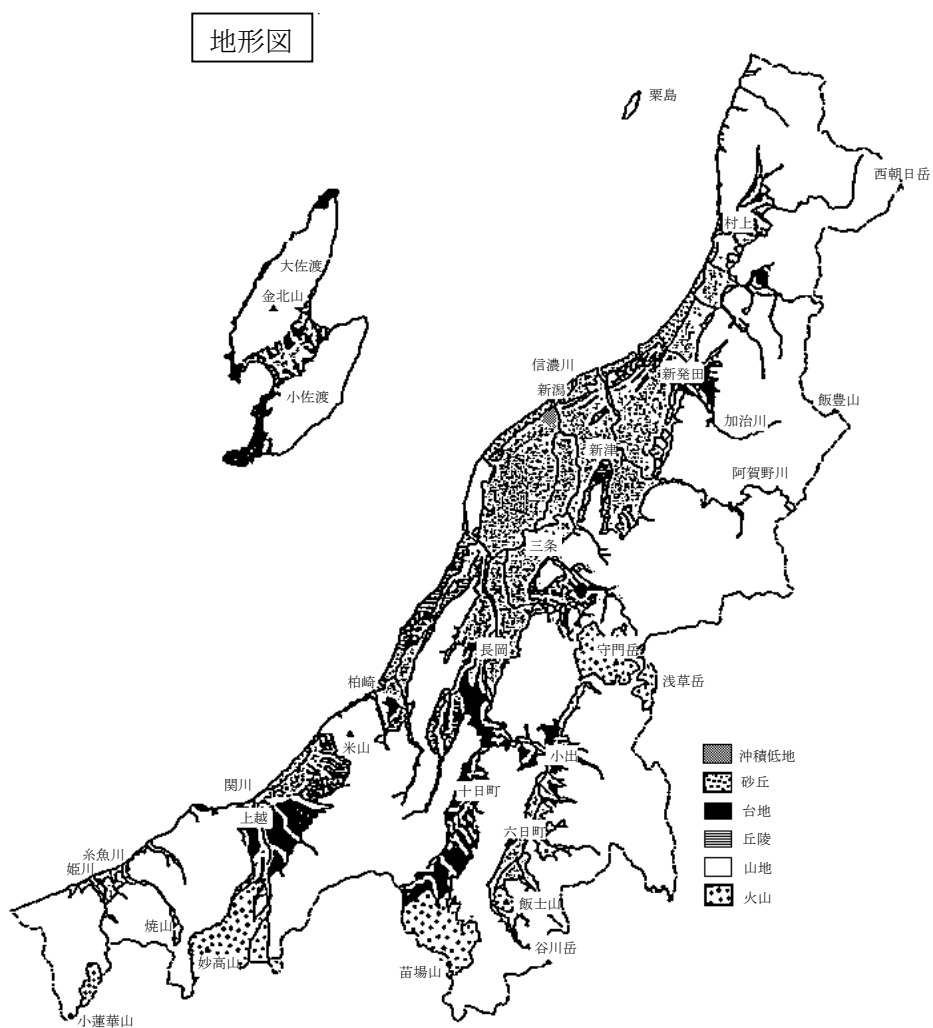 地形図
粟島
西朝日岳
村上
大佐渡
金北山
小佐渡
信濃川
新潟
新発田
加治川
飯豊山
新津
阿賀野川
三条
長岡
守門岳
浅草岳
柏崎
米山
小出
関川
上越
十日町
六日町
糸魚川
姫川
焼山
妙高山
飯士山
谷川岳
苗場山
小蓮華山
沖積低地
砂丘
台地
丘陵
山地
火山